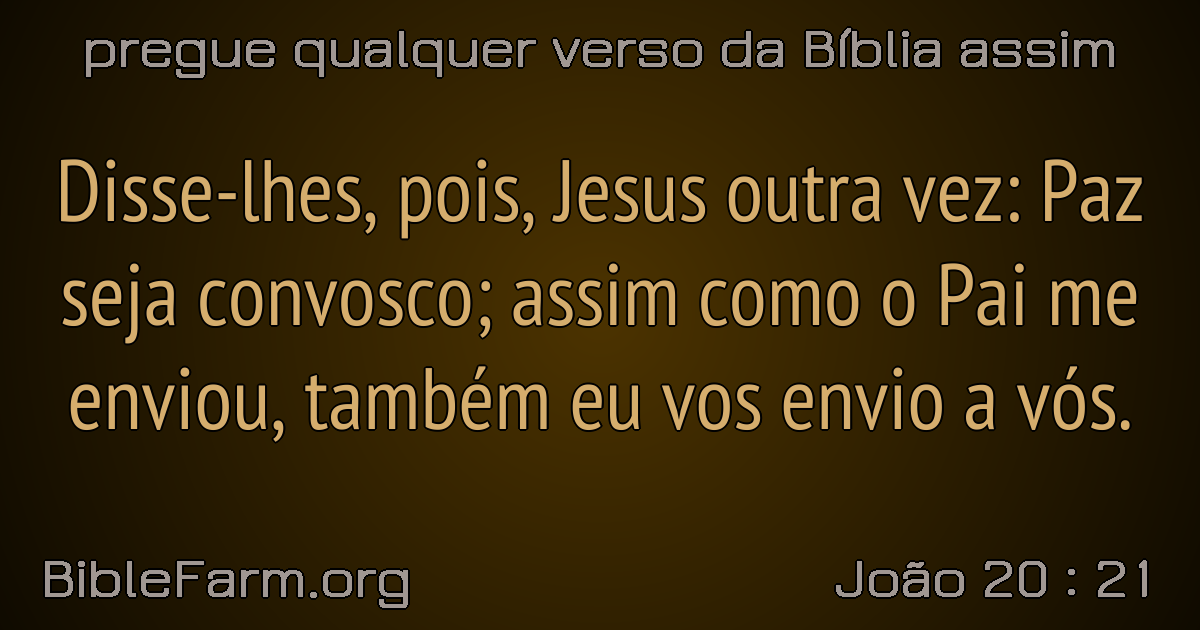 pregue qualquer verso da Bíblia assim
Disse-lhes, pois, Jesus outra vez: Paz
seja convosco; assim como o Pai me
enviou, também eu vos envio a vós.
BibleFarm.org
João 20 : 21